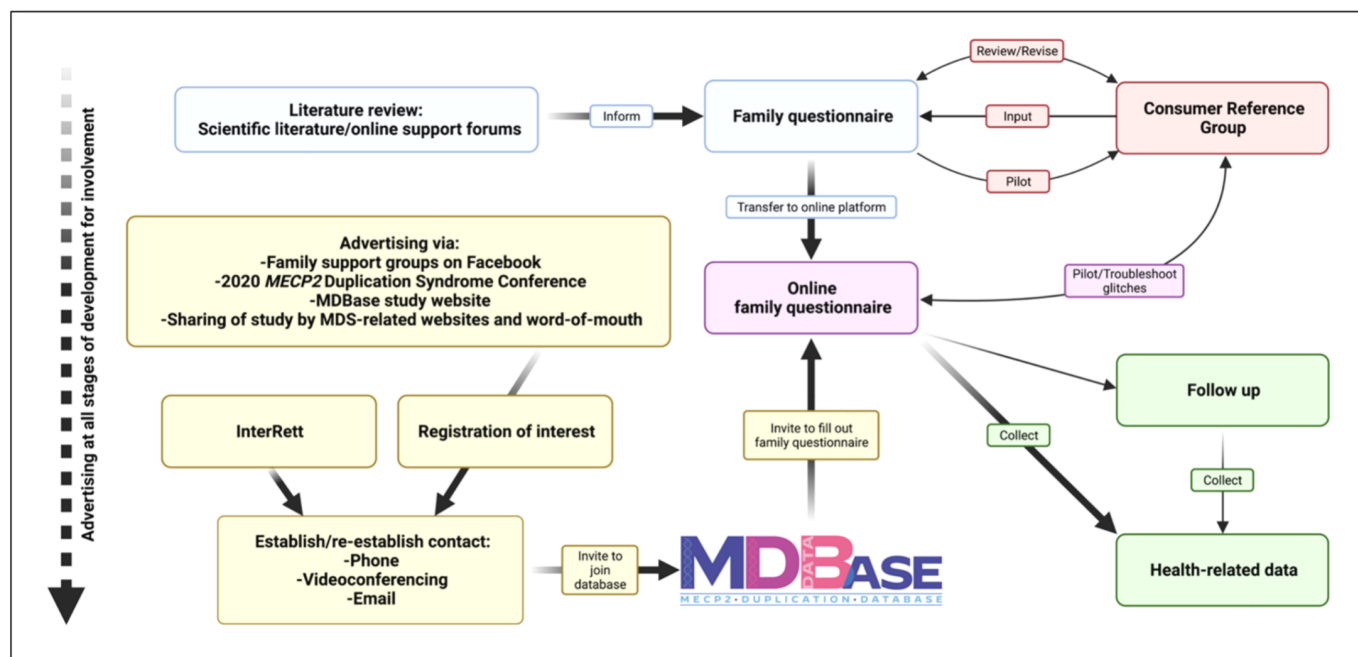 Advertising at all stages of development for involvement
Literature review:
Scientific literature/online support forums
Inform
Family questionnaire
Review/Revise
Input
Pilot
Consumer Reference
Group
Transfer to online platform
Advertising via:
-Family support groups on Facebook
-2020 MECP2 Duplication Syndrome Conference
-MDBase study website
-Sharing of study by MDS-related websites and word-of-mouth
Online
family questionnaire
Pilot/Troubleshoot
glitches
InterRett
Registration of interest
Invite to fill out
family questionnaire
Collect
Follow up
Collect
Establish/re-establish contact:
-Phone
-Videoconferencing
-Email
Invite to
join
database
MDBASE
DATA
MECP2·DUPLICATION·DATABASE
Health-related data